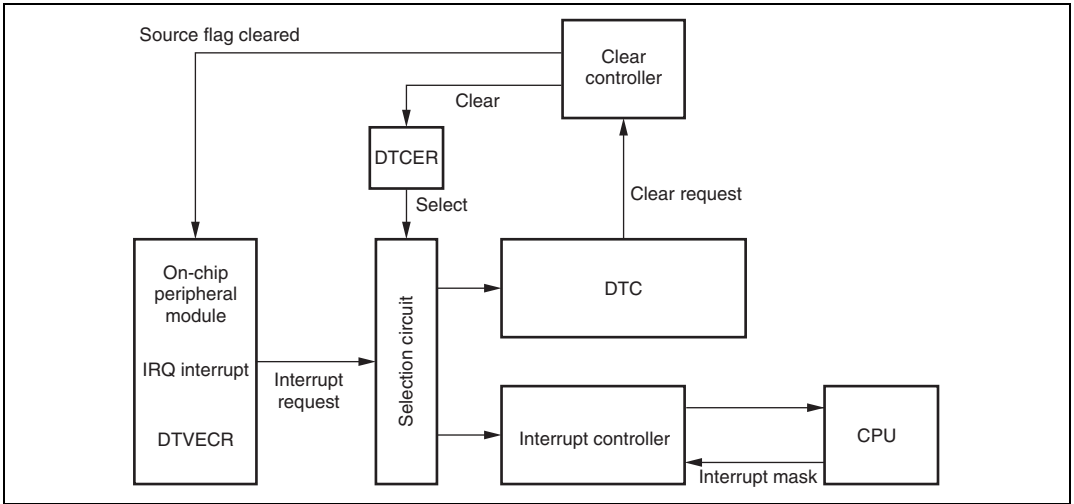 Source flag cleared
Clear
controller
Clear
DTCER
Select
Clear request
On-chip
peripheral
module
IRQ interrupt
DTVECR
Interrupt
request
Selection circuit
DTC
Interrupt controller
CPU
Interrupt mask